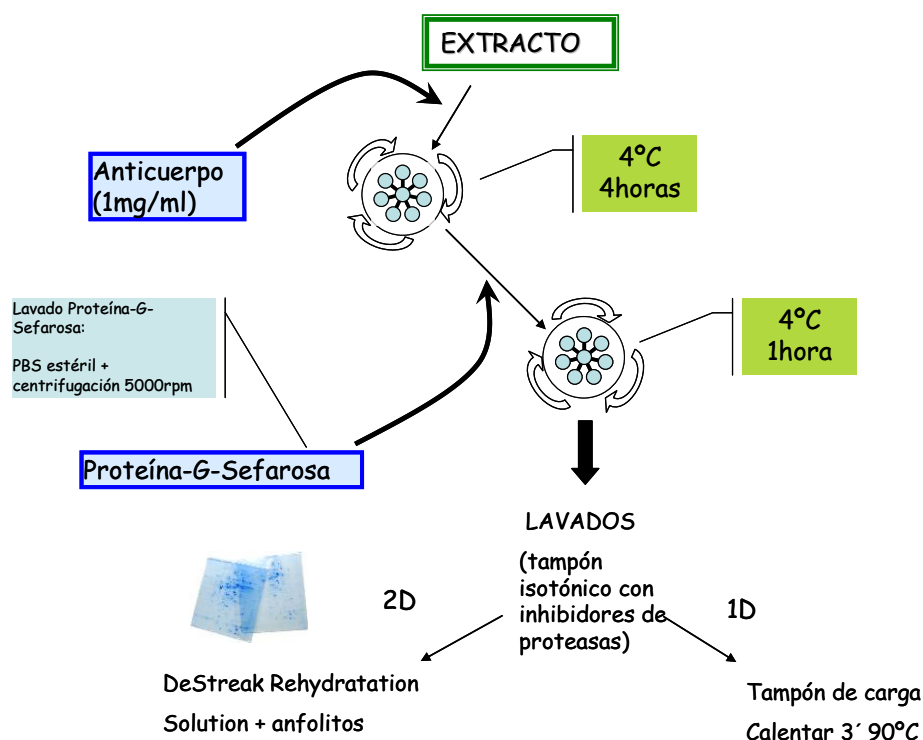 EXTRACTO
Anticuerpo
(1mg/ml)
4ºC
4horas
Lavado Proteína-G-
Sefarosa:
PBS estéril +
centrifugación 5000rpm
4ºC
1hora
Proteína-G-Sefarosa
LAVADOS
(tampón
isotónico con
inhibidores de
proteasas)
2D
1D
DeStreak Rehydratation
Solution + anfolitos
Tampón de carga
Calentar 3´ 90ºC